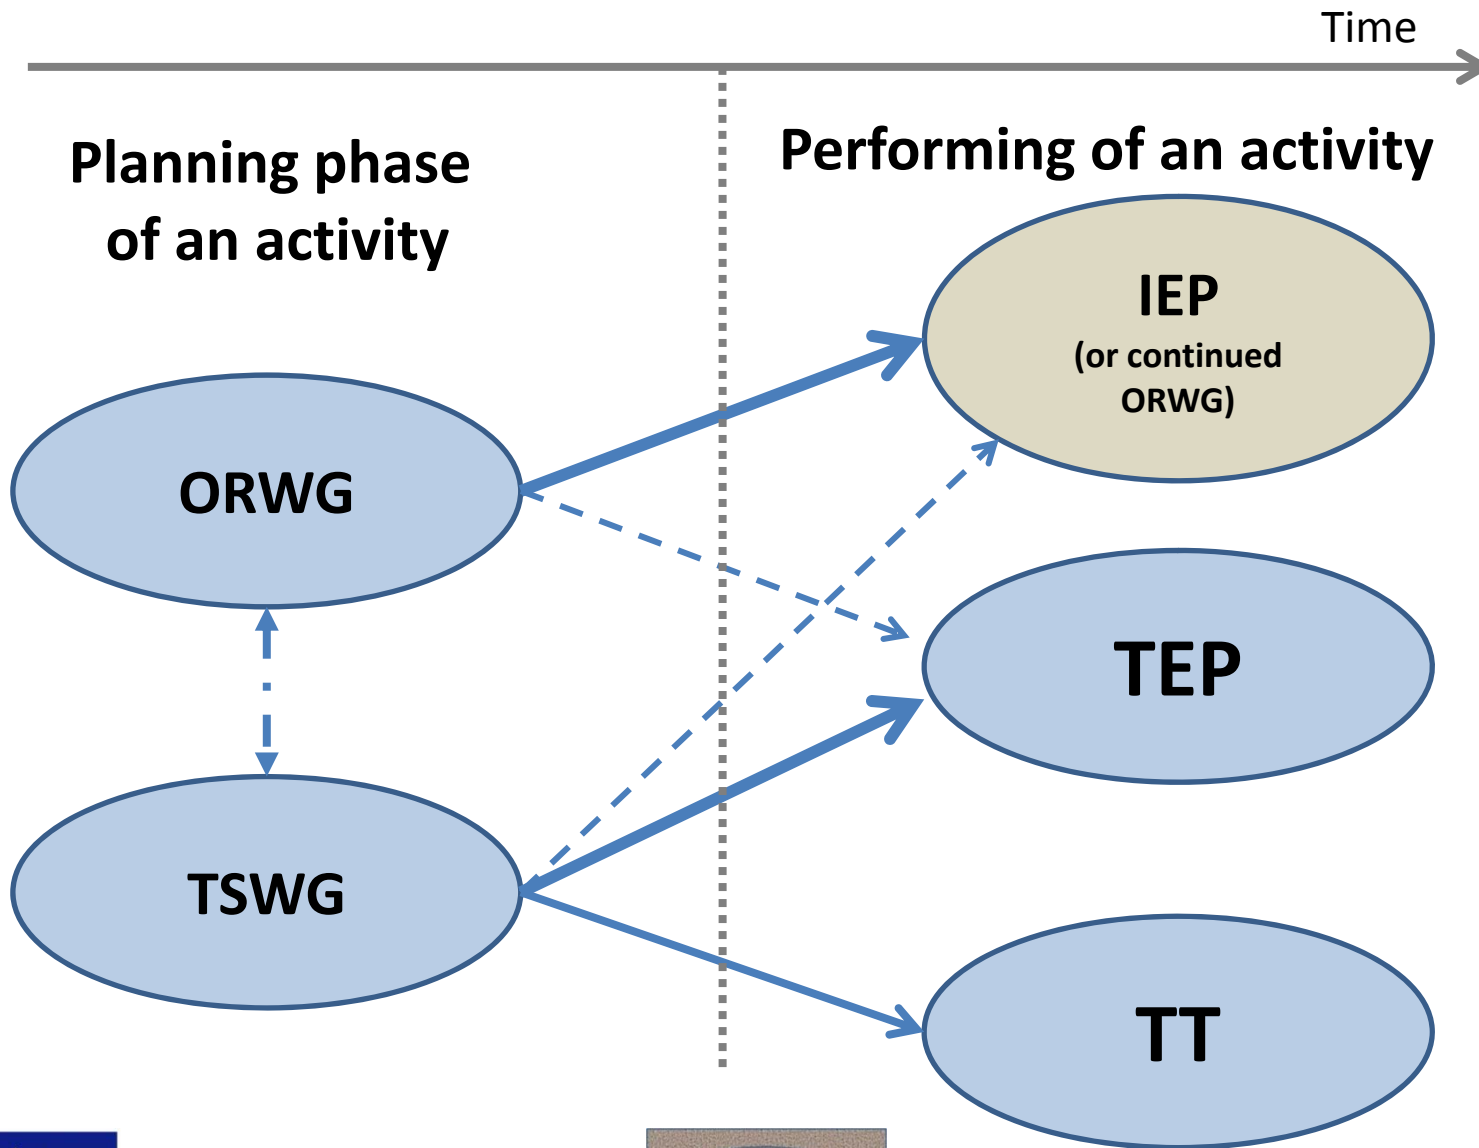 Time
Planning phase
of an activity
Performing of an activity
IEP
(or continued
ORWG)
ORWG
TEP
TSWG
TT